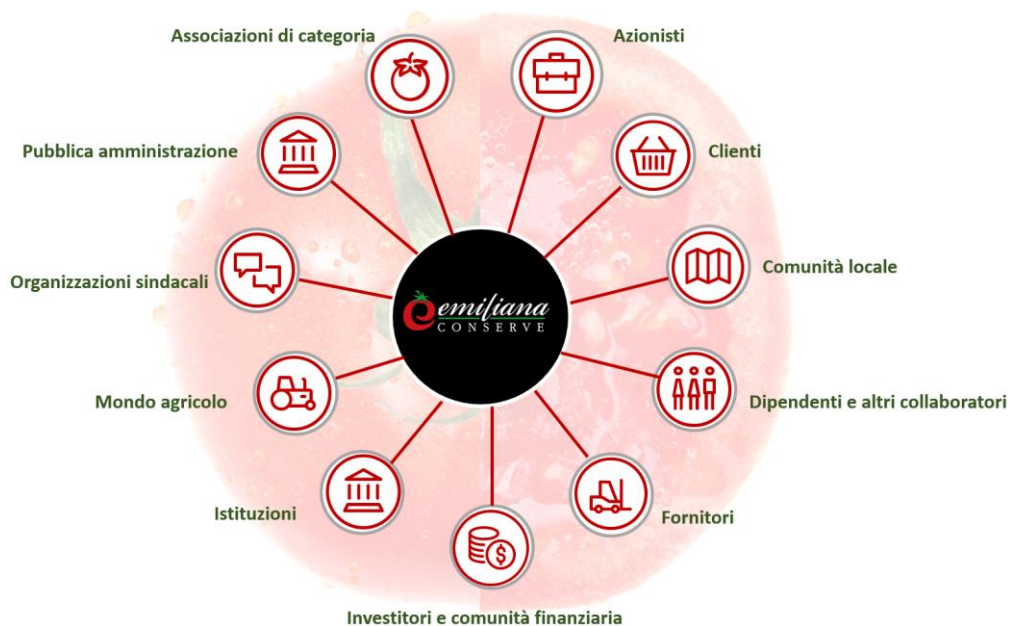 Associazioni di categoria
Azionisti
Pubblica amministrazione
Clienti
Organizzazioni sindacali
Comunità locale
emiliana
CONSERVE
Mondo agricolo
Dipendenti e altri collaboratori
Istituzioni
Fornitori
$
Investitori e comunità finanziaria